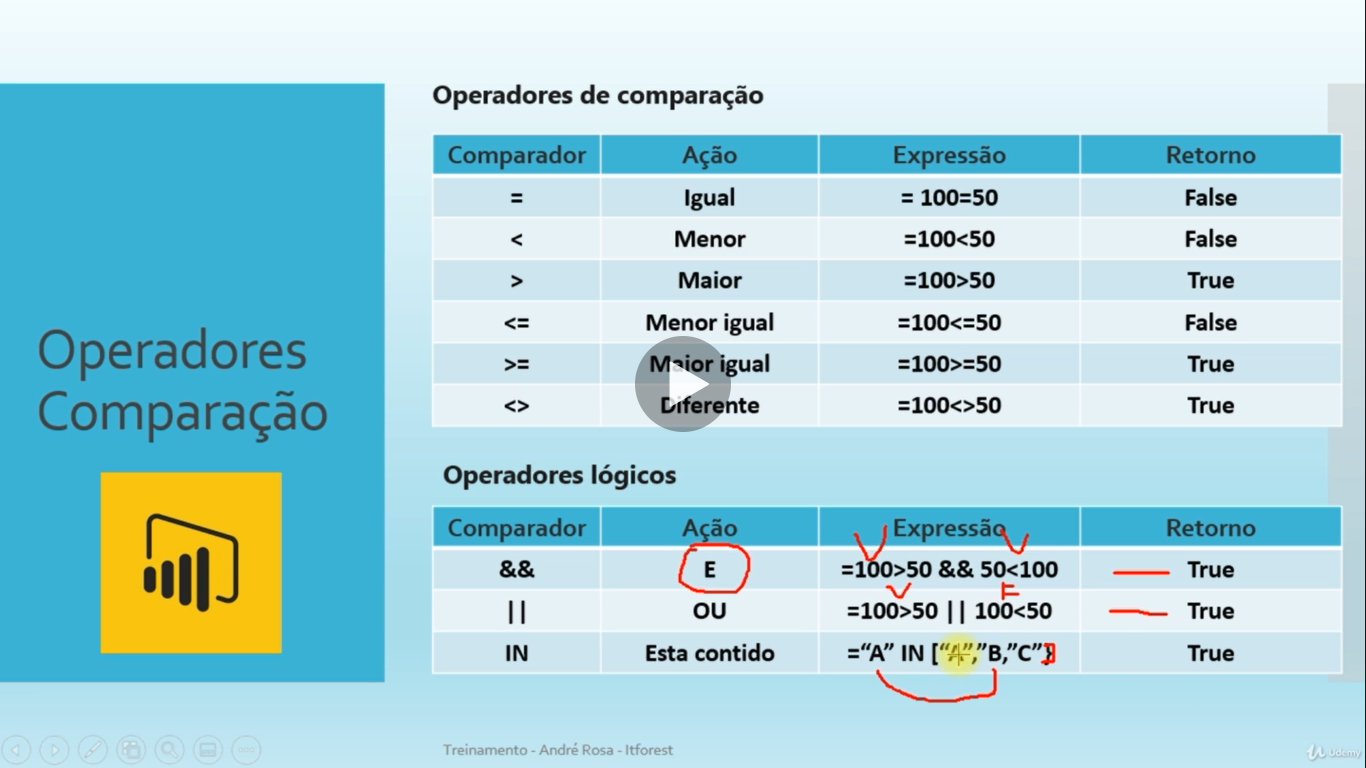 Operadores de comparação
Comparador Ação Expressão Retorno
= Igual = 100=50 False
< Menor =100<50 False
> Maior =100>50 True
<= Menor igual =100<=50 False
>= Maior igual =100>=50 True
<> Diferente =100<>50 True
Operadores
Comparação
Operadores lógicos
Comparador Ação Expressão Retorno
V V
&& E =100>50 && 50<100 True
V F
|| OU =100>50 || 100<50 True
IN Esta contido =“A” IN [“A”,”B,”C”} True
Treinamento - André Rosa - Itforest
Udemy